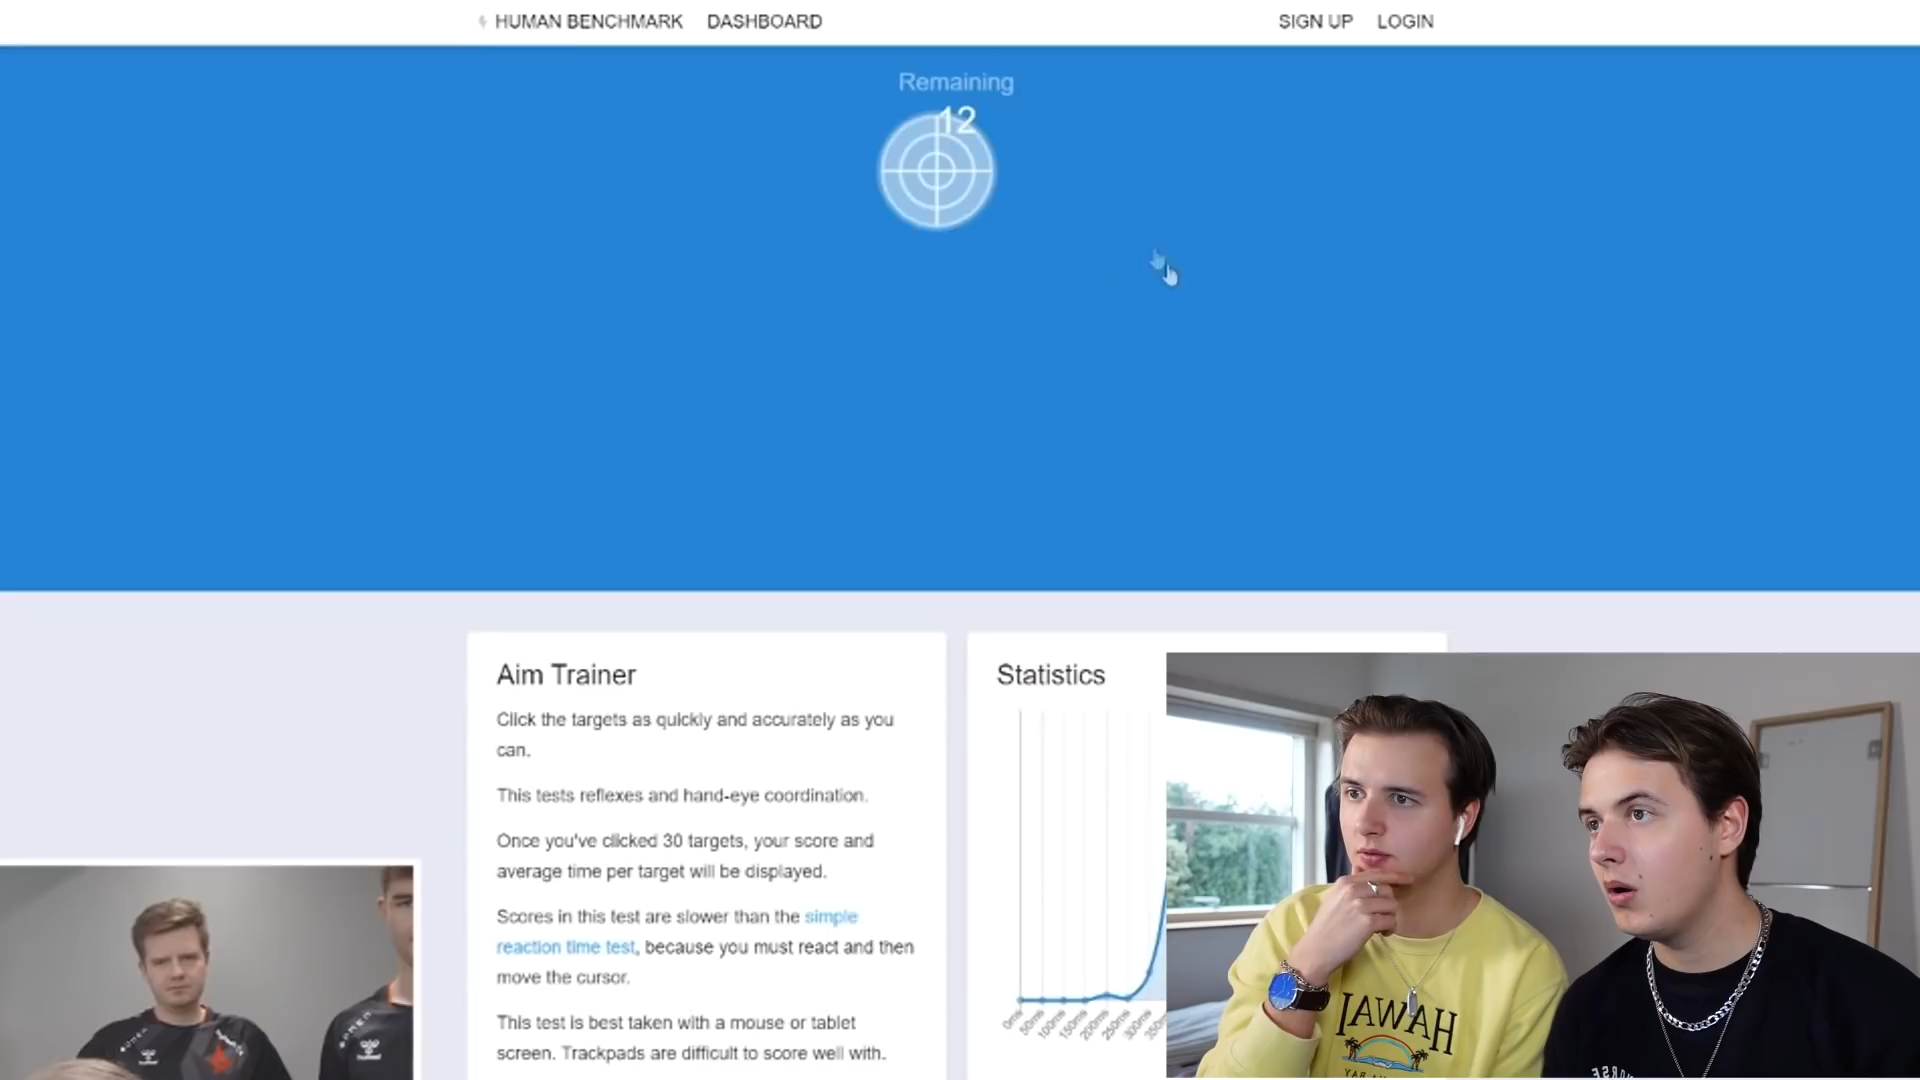 HUMAN BENCHMARK DASHBOARD SIGN UP LOGIN
Remaining
12
Aim Trainer
Click the targets as quickly and accurately as you
can.
This tests reflexes and hand-eye coordination.
Once you've clicked 30 targets, your score and
average time per target will be displayed.
Scores in this test are slower than the simple
reaction time test, because you must react and then
move the cursor.
This test is best taken with a mouse or tablet
screen. Trackpads are difficult to score well with.
Statistics
0ms 50ms 100ms 150ms 200ms 250ms 300ms
HAWAI